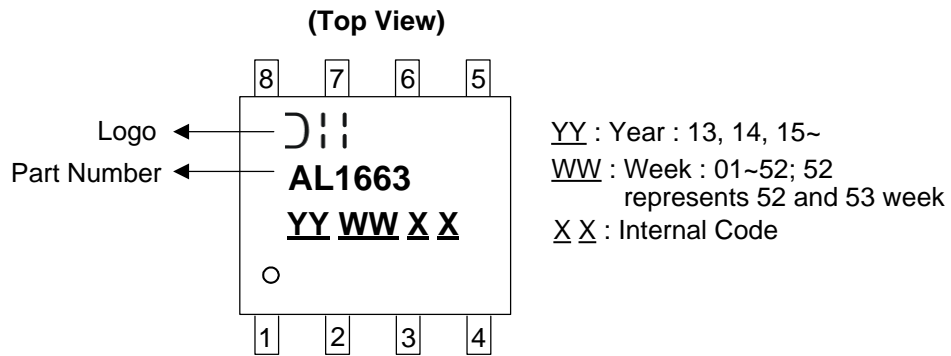 (Top View)
8 7 6 5
Logo
Part Number
AL1663
YY WW X X
1 2 3 4
YY : Year : 13, 14, 15~
WW : Week : 01~52; 52
represents 52 and 53 week
X X : Internal Code